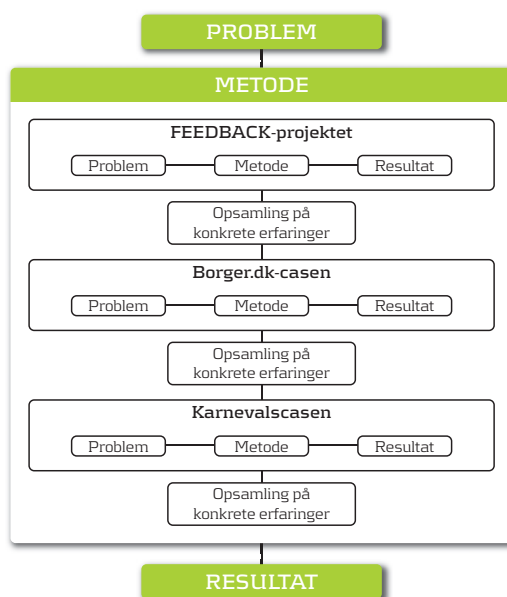 PROBLEM
METODE
FEEDBACK-projektet
Problem Metode Resultat
Opsamling på
konkrete erfaringer
Borger.dk-casen
Problem Metode Resultat
Opsamling på
konkrete erfaringer
Karnevalscasen
Problem Metode Resultat
Opsamling på
konkrete erfaringer
RESULTAT